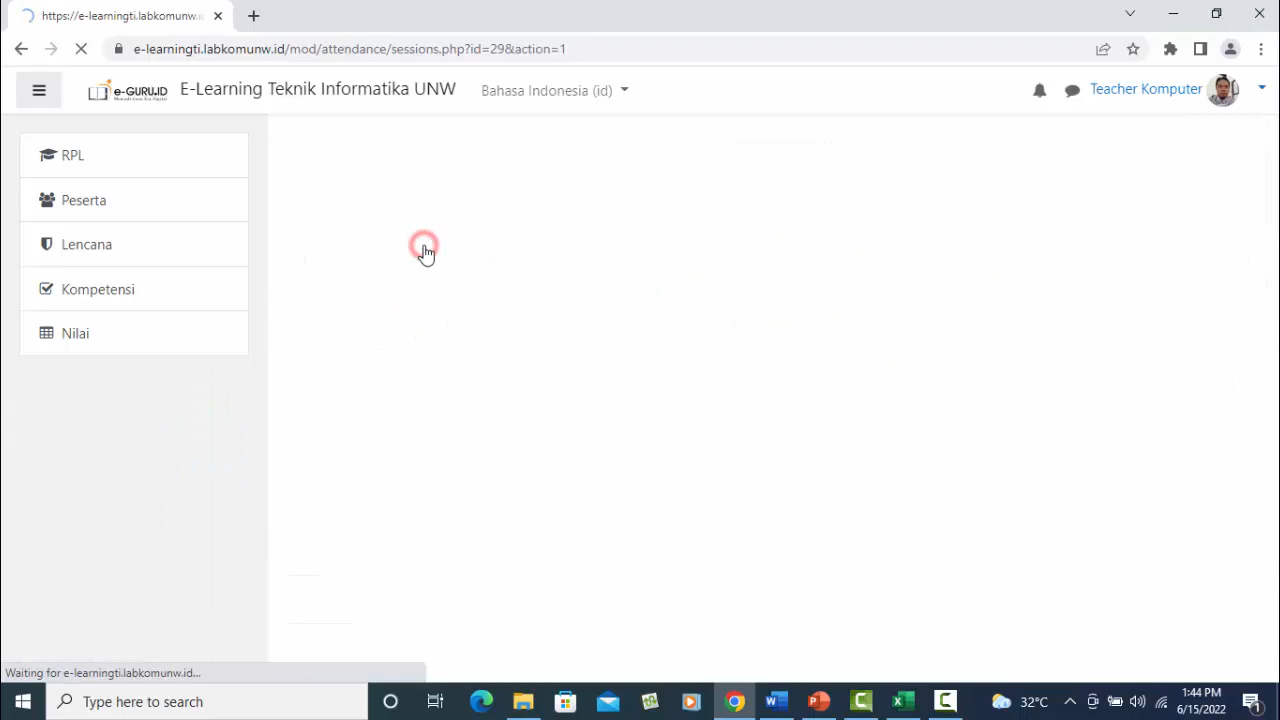 https://e-learningti.labkomunw.i
e-learningti.labkomunw.id/mod/attendance/sessions.php?id=29&action=1
e-GURU.ID
E-Learning Teknik Informatika UNW
Bahasa Indonesia (id)
Teacher Komputer
RPL
Peserta
Lencana
Kompetensi
Nilai
Waiting for e-learningti.labkomunw.id...
Type here to search
32°C
1:44 PM
6/15/2022
1